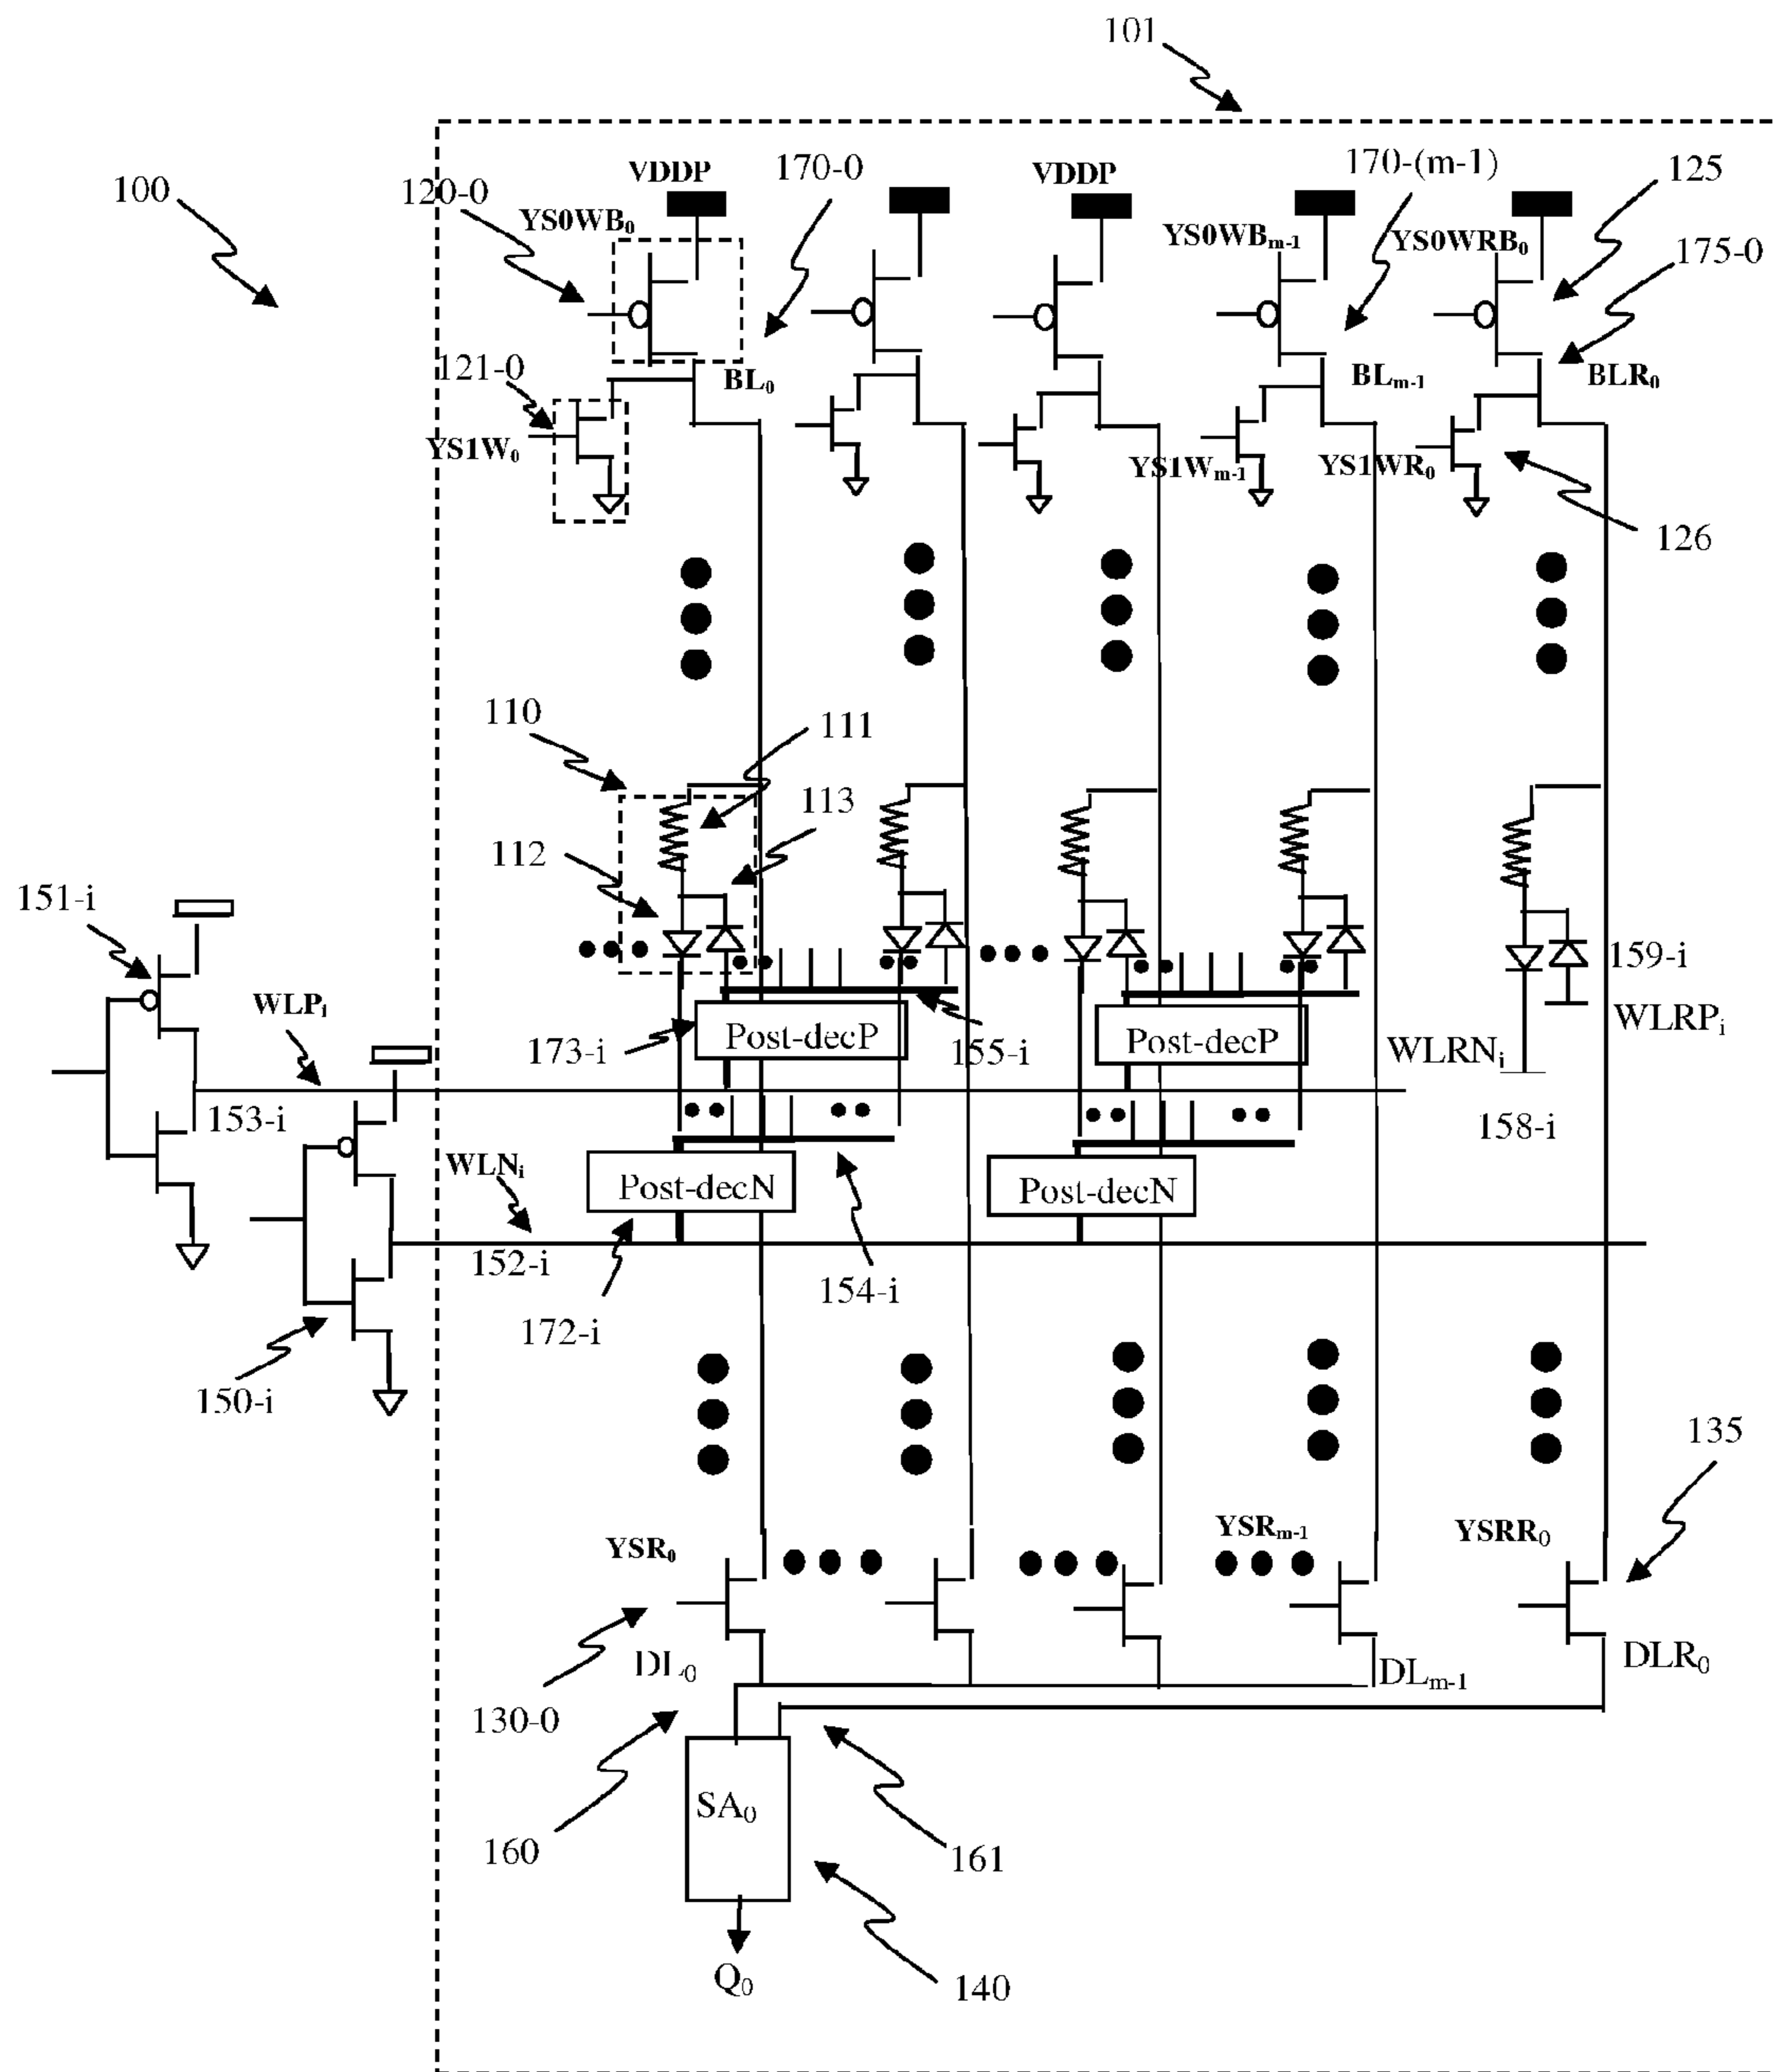 101
100
120-0
VDDP
170-0
VDDP
170-(m-1)
125
YS0WB₀
YS0WBₘ₋₁
YS0WRB₀
175-0
121-0
BL₀
BLₘ₋₁
BLR₀
YS1W₀
YS1Wₘ₋₁
YS1WR₀
126
110
111
113
112
151-i
WLPᵢ
159-i
WLRPᵢ
Post-decP
Post-decP
173-i
155-i
WLRNᵢ
153-i
158-i
WLNᵢ
Post-decN
Post-decN
152-i
154-i
172-i
150-i
135
YSR₀
YSRₘ₋₁
YSRR₀
DL₀
DLₘ₋₁
DLR₀
130-0
SA₀
160
161
Q₀
140